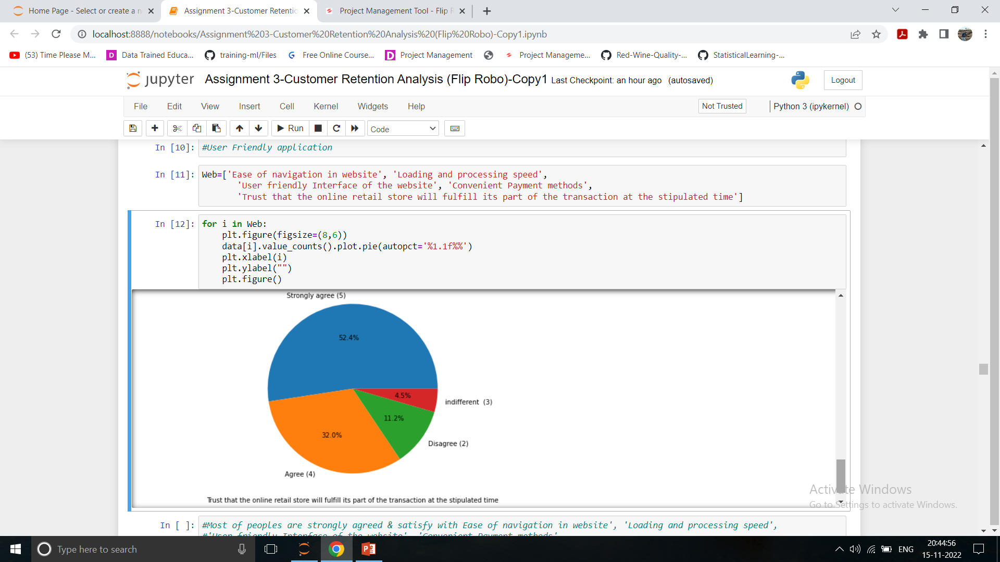 Home Page - Select or create a n
Assignment 3-Customer Retentio
Project Management Tool - Flip R
localhost:8888/notebooks/Assignment%203-Customer%20Retention%20Analysis%20(Flip%20Robo)-Copy1.ipynb
(53) Time Please M...
Data Trained Educa...
training-ml/Files
Free Online Course...
Project Management
Project Manageme...
Red-Wine-Quality-...
StatisticalLearning-...
jupyter
Assignment 3-Customer Retention Analysis (Flip Robo)-Copy1 Last Checkpoint: an hour ago (autosaved)
Logout
File Edit View Insert Cell Kernel Widgets Help
Not Trusted
Python 3 (ipykernel)
Run
Code
In [10]: #User Friendly application
In [11]: Web=['Ease of navigation in website', 'Loading and processing speed',
'User friendly Interface of the website', 'Convenient Payment methods',
'Trust that the online retail store will fulfill its part of the transaction at the stipulated time']
In [12]: for i in Web:
plt.figure(figsize=(8,6))
data[i].value_counts().plot.pie(autopct='%1.1f%%')
plt.xlabel(i)
plt.ylabel("")
plt.figure()
Strongly agree (5)
52.4%
4.5%
indifferent (3)
11.2%
32.0%
Disagree (2)
Agree (4)
Trust that the online retail store will fulfill its part of the transaction at the stipulated time
Activate Windows
Go to Settings to activate Windows.
In [ ]: #Most of peoples are strongly agreed & satisfy with Ease of navigation in website', 'Loading and processing speed',
#'User friendly Interface of the website', 'Convenient Payment methods'
Type here to search
ENG
20:44:56
15-11-2022